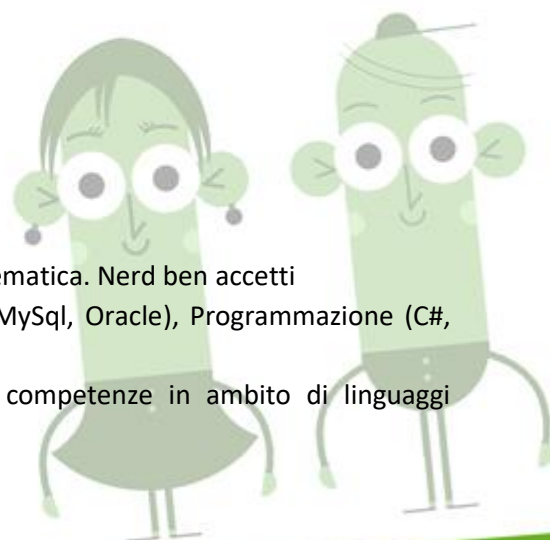 ematica. Nerd ben accetti
MySql, Oracle), Programmazione (C#,
competenze in ambito di linguaggi